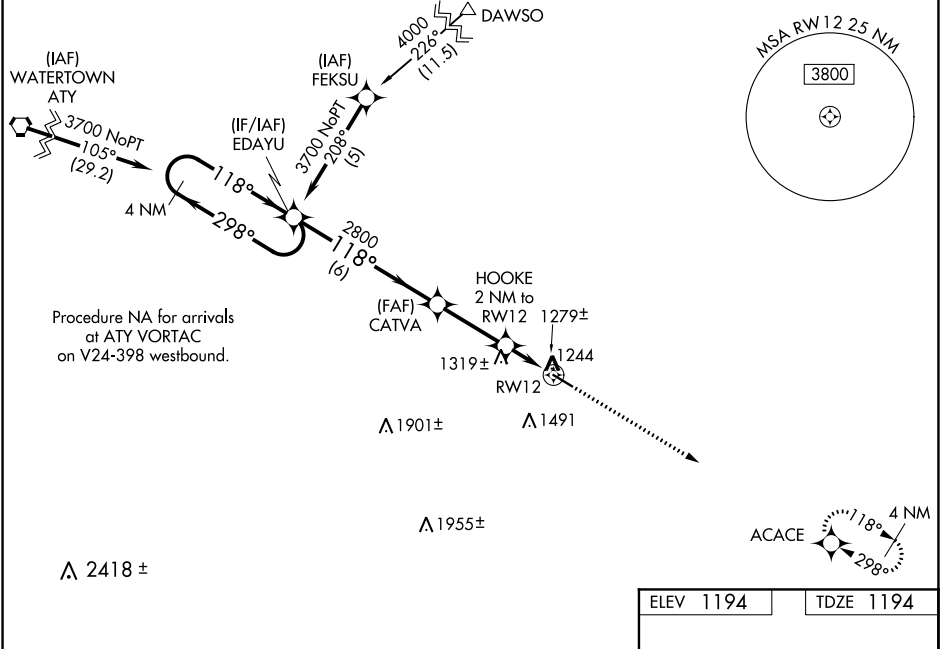 DAWSO
4000
226°
(11.5)
(IAF)
FEKSU
(IAF)
WATERTOWN
ATY
3700 NoPT
105°
(29.2)
(IF/IAF)
EDAYU
3700 NoPT
208°
(5)
MSA RW12 25 NM
3800
118°
4 NM
298°
2800
118°
(6)
(FAF)
CATVA
HOOKE
2 NM to
RW12
1279±
1244
1319±
RW12
Procedure NA for arrivals
at ATY VORTAC
on V24-398 westbound.
1901±
1491
1955±
2418 ±
ACACE
118°
4 NM
298°
ELEV 1194
TDZE 1194